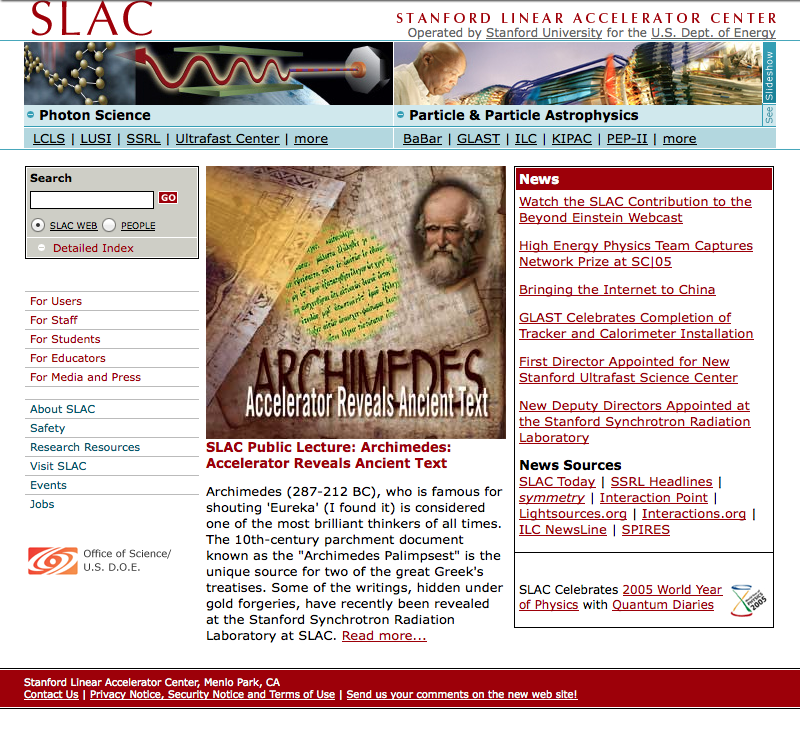 SLAC
STANFORD LINEAR ACCELERATOR CENTER
Operated by Stanford University for the U.S. Dept. of Energy
See Slideshow
Photon Science
LCLS | LUSI | SSRL | Ultrafast Center | more
Particle & Particle Astrophysics
BaBar | GLAST | ILC | KIPAC | PEP-II | more
Search
GO
SLAC WEB PEOPLE
Detailed Index
For Users
For Staff
For Students
For Educators
For Media and Press
About SLAC
Safety
Research Resources
Visit SLAC
Events
Jobs
Office of Science/
U.S. D.O.E.
ARCHIMEDES
Accelerator Reveals Ancient Text
SLAC Public Lecture: Archimedes:
Accelerator Reveals Ancient Text
Archimedes (287-212 BC), who is famous for
shouting 'Eureka' (I found it) is considered
one of the most brilliant thinkers of all times.
The 10th-century parchment document
known as the "Archimedes Palimpsest" is the
unique source for two of the great Greek's
treatises. Some of the writings, hidden under
gold forgeries, have recently been revealed
at the Stanford Synchrotron Radiation
Laboratory at SLAC. Read more...
News
Watch the SLAC Contribution to the
Beyond Einstein Webcast
High Energy Physics Team Captures
Network Prize at SC|05
Bringing the Internet to China
GLAST Celebrates Completion of
Tracker and Calorimeter Installation
First Director Appointed for New
Stanford Ultrafast Science Center
New Deputy Directors Appointed at
the Stanford Synchrotron Radiation
Laboratory
News Sources
SLAC Today | SSRL Headlines |
symmetry | Interaction Point |
Lightsources.org | Interactions.org |
ILC NewsLine | SPIRES
SLAC Celebrates 2005 World Year
of Physics with Quantum Diaries
2005
Stanford Linear Accelerator Center, Menlo Park, CA
Contact Us | Privacy Notice, Security Notice and Terms of Use | Send us your comments on the new web site!